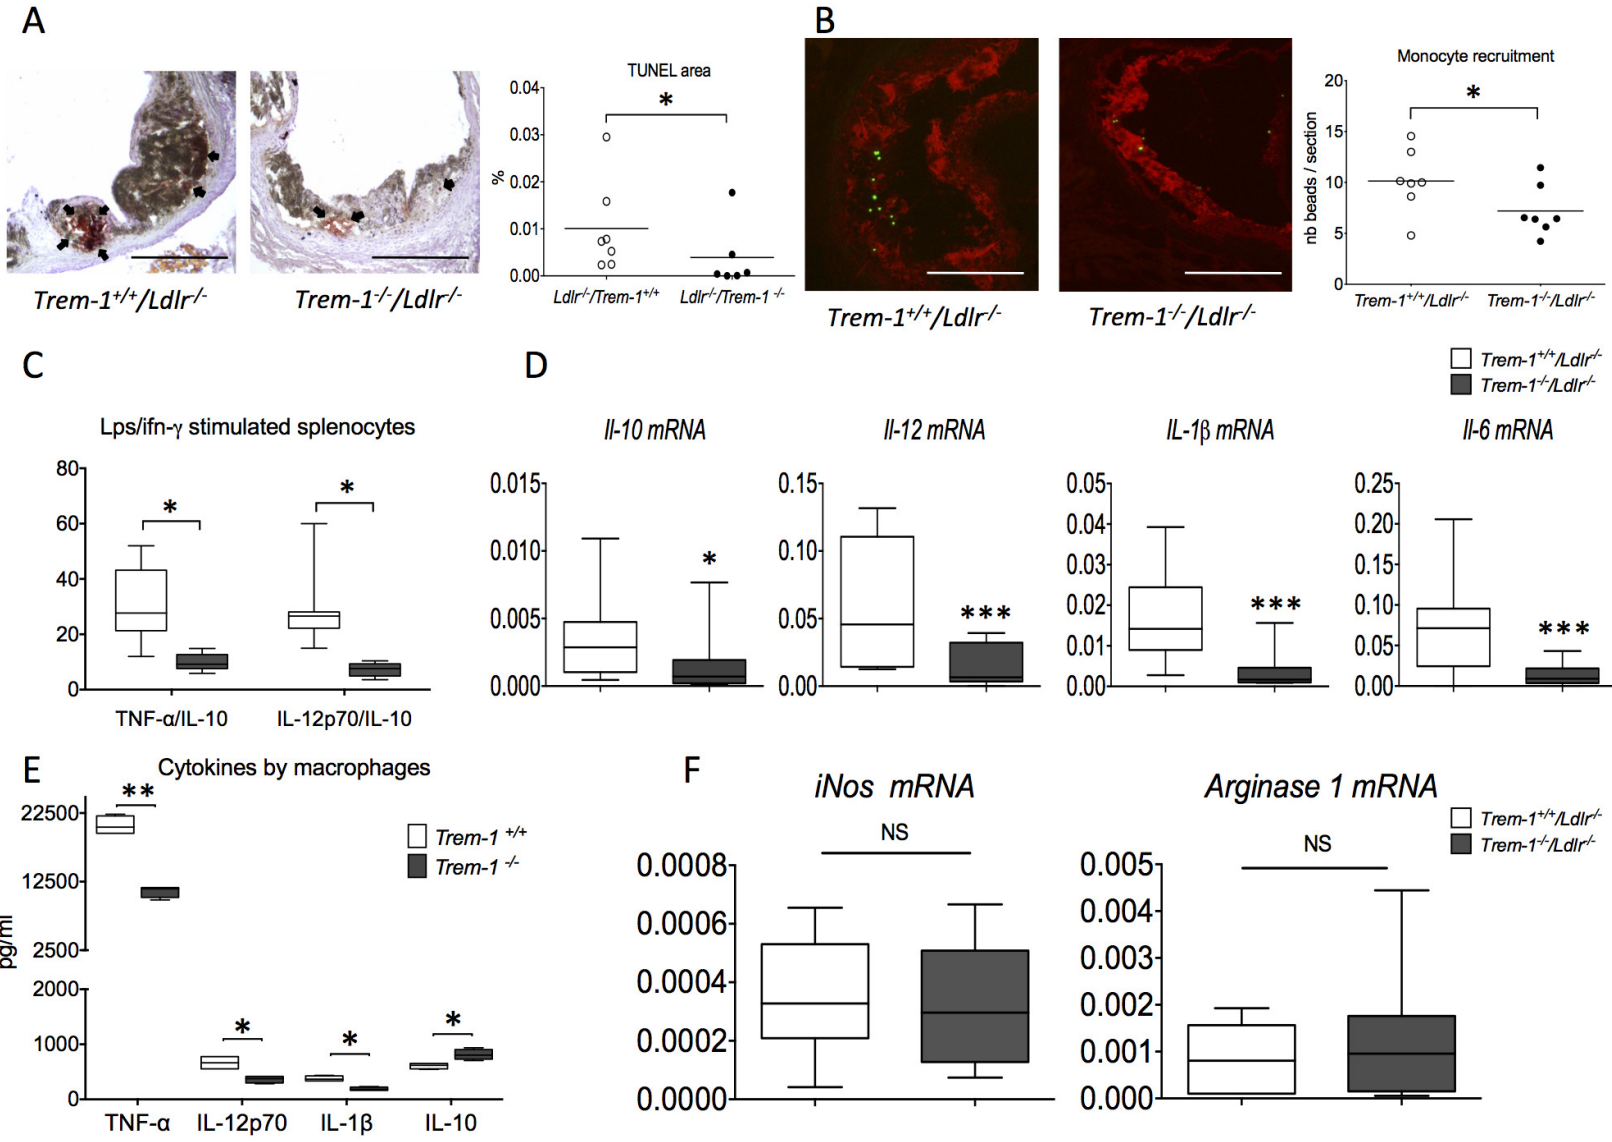 A
B
TUNEL area
Monocyte recruitment
0.04
0.03
0.02
0.01
0.00
%
*
Ldlr-/-/Trem-1+/+
Ldlr-/-/Trem-1 -/-
Trem-1+/+/Ldlr-/-
Trem-1-/-/Ldlr-/-
Trem-1+/+/Ldlr-/-
Trem-1-/-/Ldlr-/-
20
15
10
5
0
nb beads / section
*
Trem-1+/+/Ldlr-/-
Trem-1-/-/Ldlr-/-
C
D
Trem-1+/+/Ldlr-/-
Trem-1-/-/Ldlr-/-
Lps/ifn-γ stimulated splenocytes
80
60
40
20
0
*
*
TNF-α/IL-10
IL-12p70/IL-10
Il-10 mRNA
0.015
0.010
0.005
0.000
*
Il-12 mRNA
0.15
0.10
0.05
0.00
***
IL-1β mRNA
0.05
0.04
0.03
0.02
0.01
0.00
***
Il-6 mRNA
0.25
0.20
0.15
0.10
0.05
0.00
***
E
Cytokines by macrophages
**
22500
12500
2500
2000
1000
0
pg/ml
Trem-1 +/+
Trem-1 -/-
*
*
*
TNF-α
IL-12p70
IL-1β
IL-10
F
iNos mRNA
NS
0.0008
0.0006
0.0004
0.0002
0.0000
Arginase 1 mRNA
NS
0.005
0.004
0.003
0.002
0.001
0.000
Trem-1+/+/Ldlr-/-
Trem-1-/-/Ldlr-/-